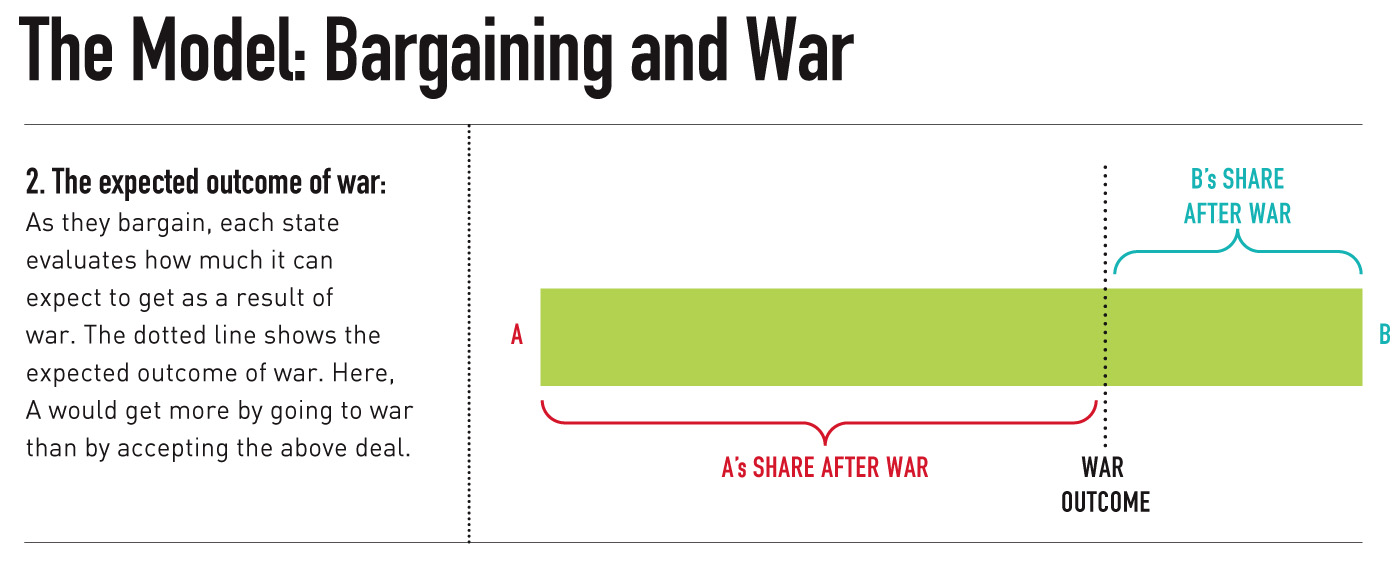 The Model: Bargaining and War
2. The expected outcome of war:
As they bargain, each state
evaluates how much it can
expect to get as a result of
war. The dotted line shows the
expected outcome of war. Here,
A would get more by going to war
than by accepting the above deal.
B's SHARE
AFTER WAR
A
B
A's SHARE AFTER WAR
WAR
OUTCOME